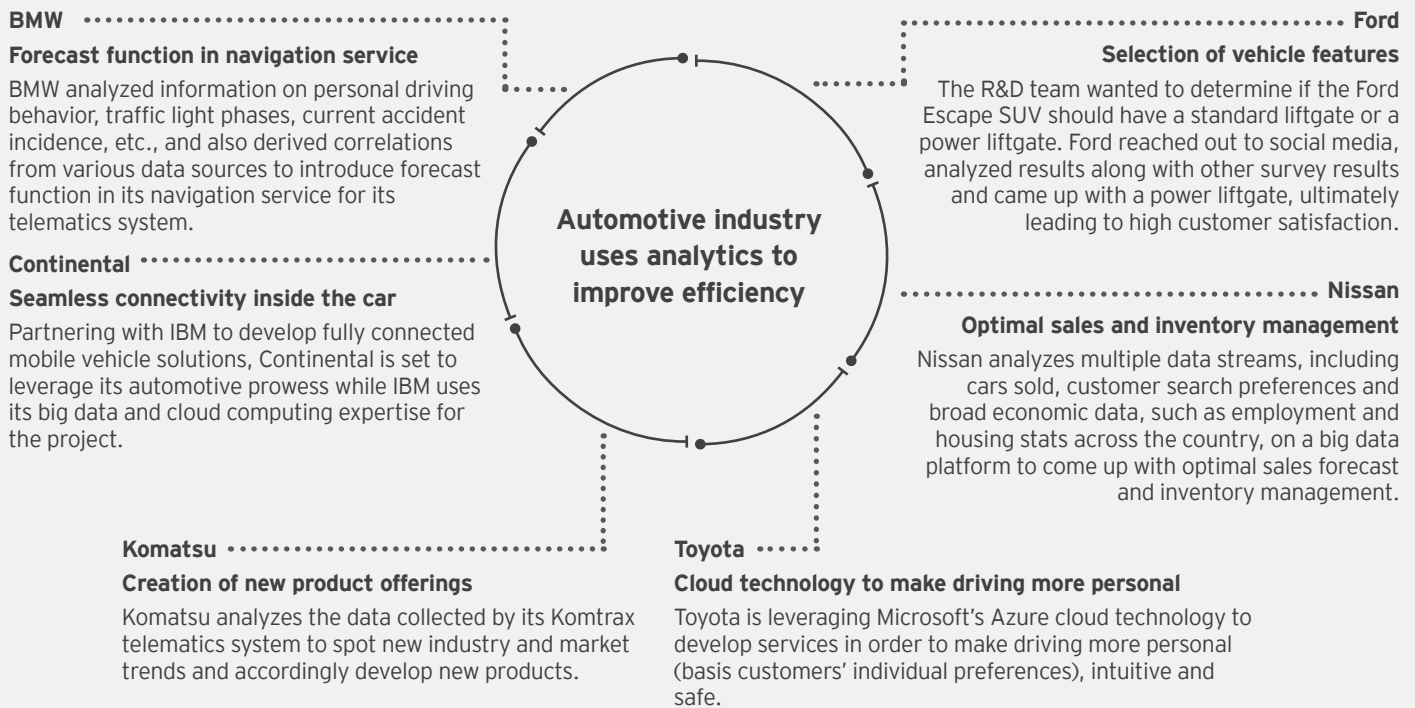 BMW
Forecast function in navigation service
BMW analyzed information on personal driving
behavior, traffic light phases, current accident
incidence, etc., and also derived correlations
from various data sources to introduce forecast
function in its navigation service for its
telematics system.
Continental
Seamless connectivity inside the car
Partnering with IBM to develop fully connected
mobile vehicle solutions, Continental is set to
leverage its automotive prowess while IBM uses
its big data and cloud computing expertise for
the project.
Automotive industry
uses analytics to
improve efficiency
Ford
Selection of vehicle features
The R&D team wanted to determine if the Ford
Escape SUV should have a standard liftgate or a
power liftgate. Ford reached out to social media,
analyzed results along with other survey results
and came up with a power liftgate, ultimately
leading to high customer satisfaction.
Nissan
Optimal sales and inventory management
Nissan analyzes multiple data streams, including
cars sold, customer search preferences and
broad economic data, such as employment and
housing stats across the country, on a big data
platform to come up with optimal sales forecast
and inventory management.
Komatsu
Creation of new product offerings
Komatsu analyzes the data collected by its Komtrax
telematics system to spot new industry and market
trends and accordingly develop new products.
Toyota
Cloud technology to make driving more personal
Toyota is leveraging Microsoft's Azure cloud technology to
develop services in order to make driving more personal
(basis customers' individual preferences), intuitive and
safe.